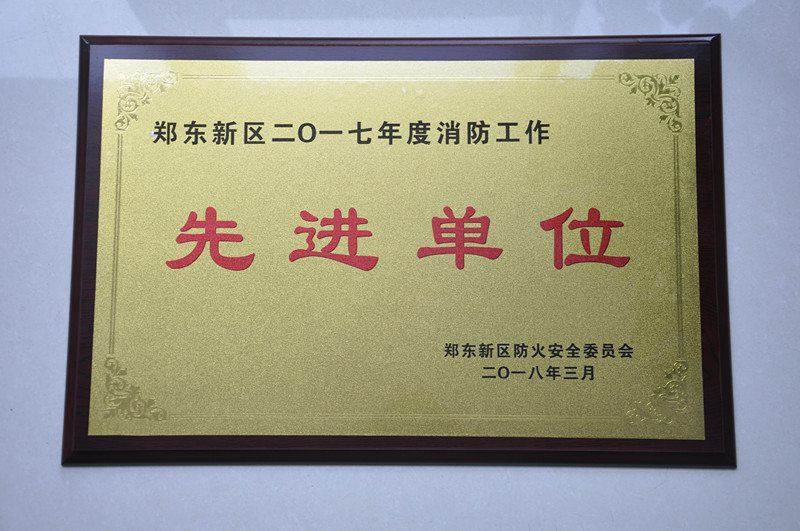 郑东新区二〇一七年度消防工作
先进单位
郑东新区防火安全委员会
二〇一八年三月